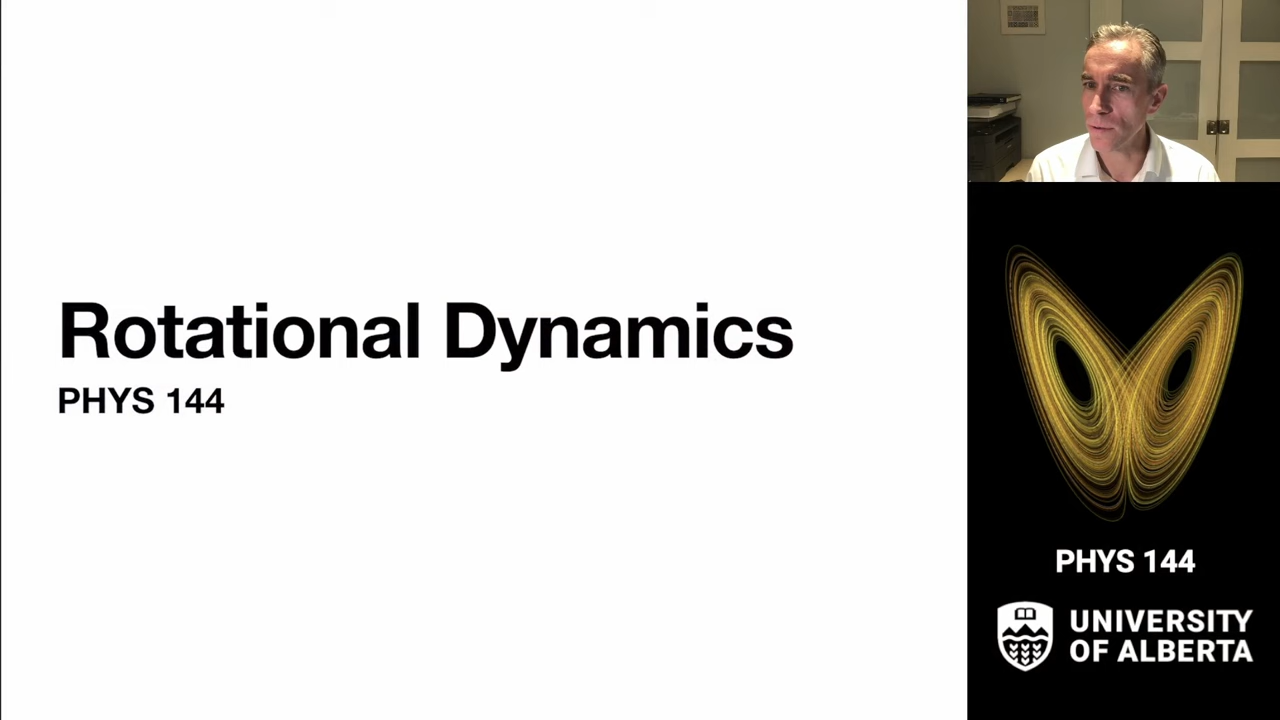 Rotational Dynamics
PHYS 144
PHYS 144
UNIVERSITY
OF ALBERTA